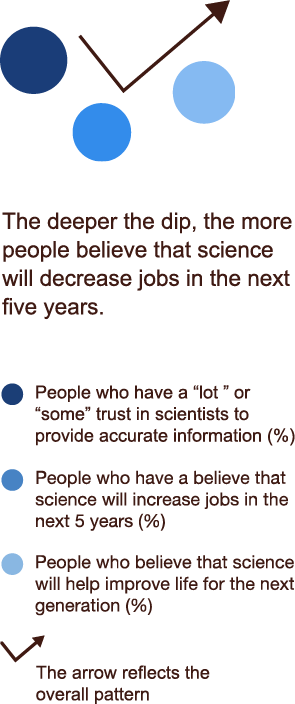 The deeper the dip, the more
people believe that science
will decrease jobs in the next
five years.
People who have a “lot ” or
“some” trust in scientists to
provide accurate information (%)
People who have a believe that
science will increase jobs in the
next 5 years (%)
People who believe that science
will help improve life for the next
generation (%)
The arrow reflects the
overall pattern